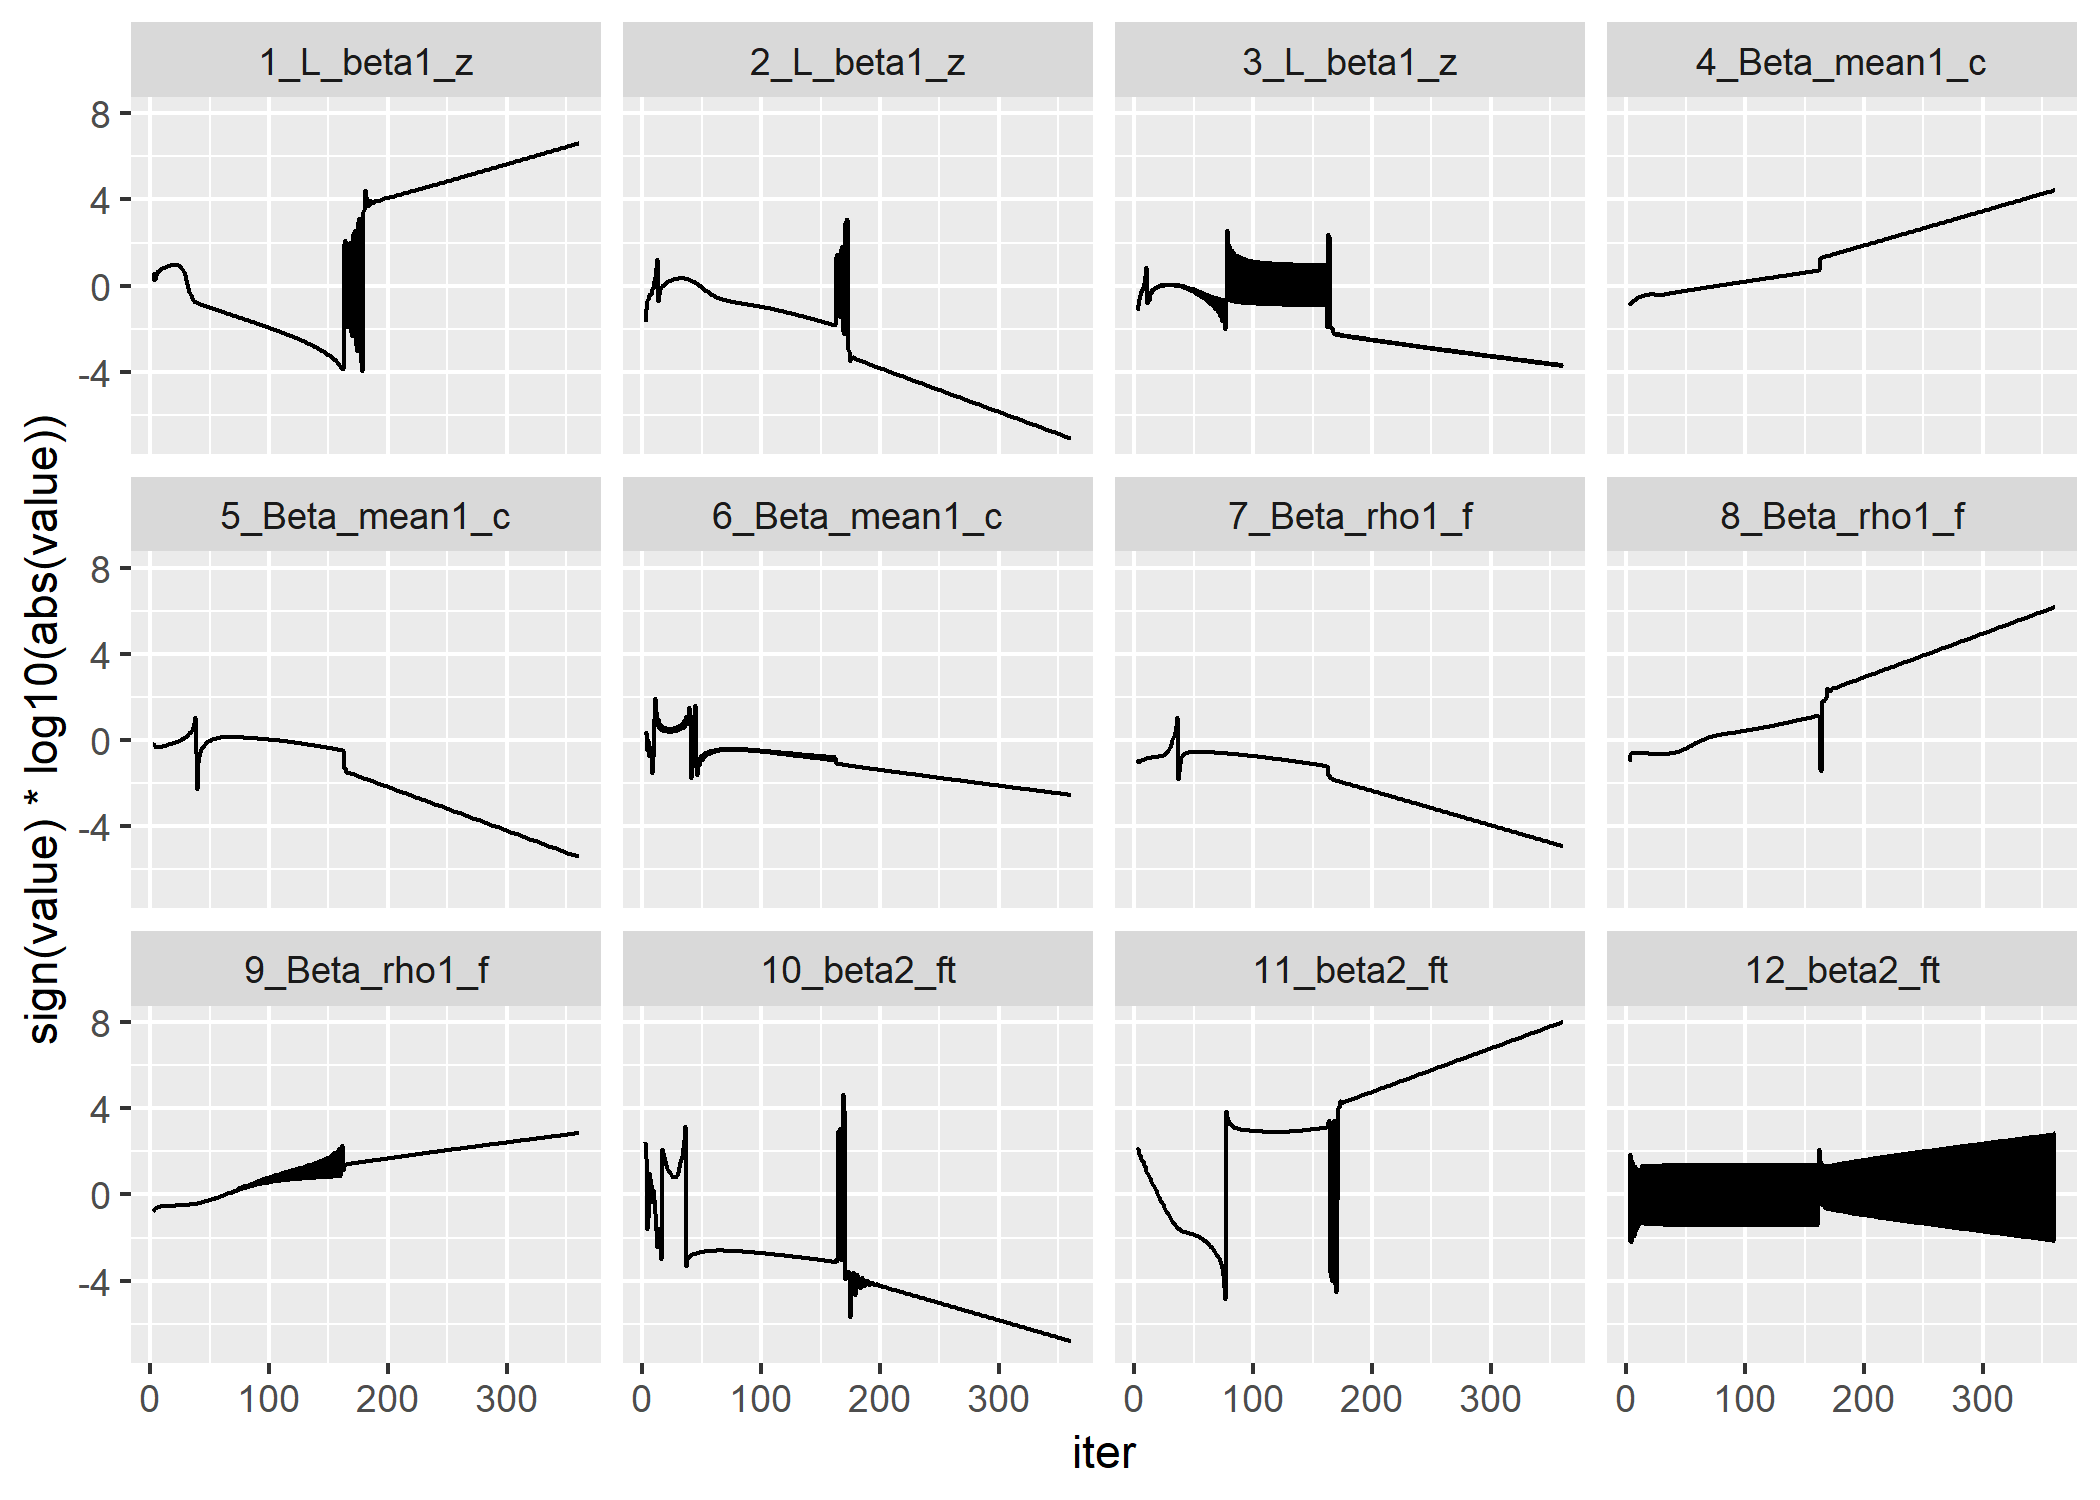 1_L_beta1_z
2_L_beta1_z
3_L_beta1_z
4_Beta_mean1_c
8
4
0
-4
5_Beta_mean1_c
6_Beta_mean1_c
7_Beta_rho1_f
8_Beta_rho1_f
8
4
0
-4
9_Beta_rho1_f
10_beta2_ft
11_beta2_ft
12_beta2_ft
8
4
0
-4
0 100 200 300
0 100 200 300
0 100 200 300
0 100 200 300
iter
sign(value) * log10(abs(value))